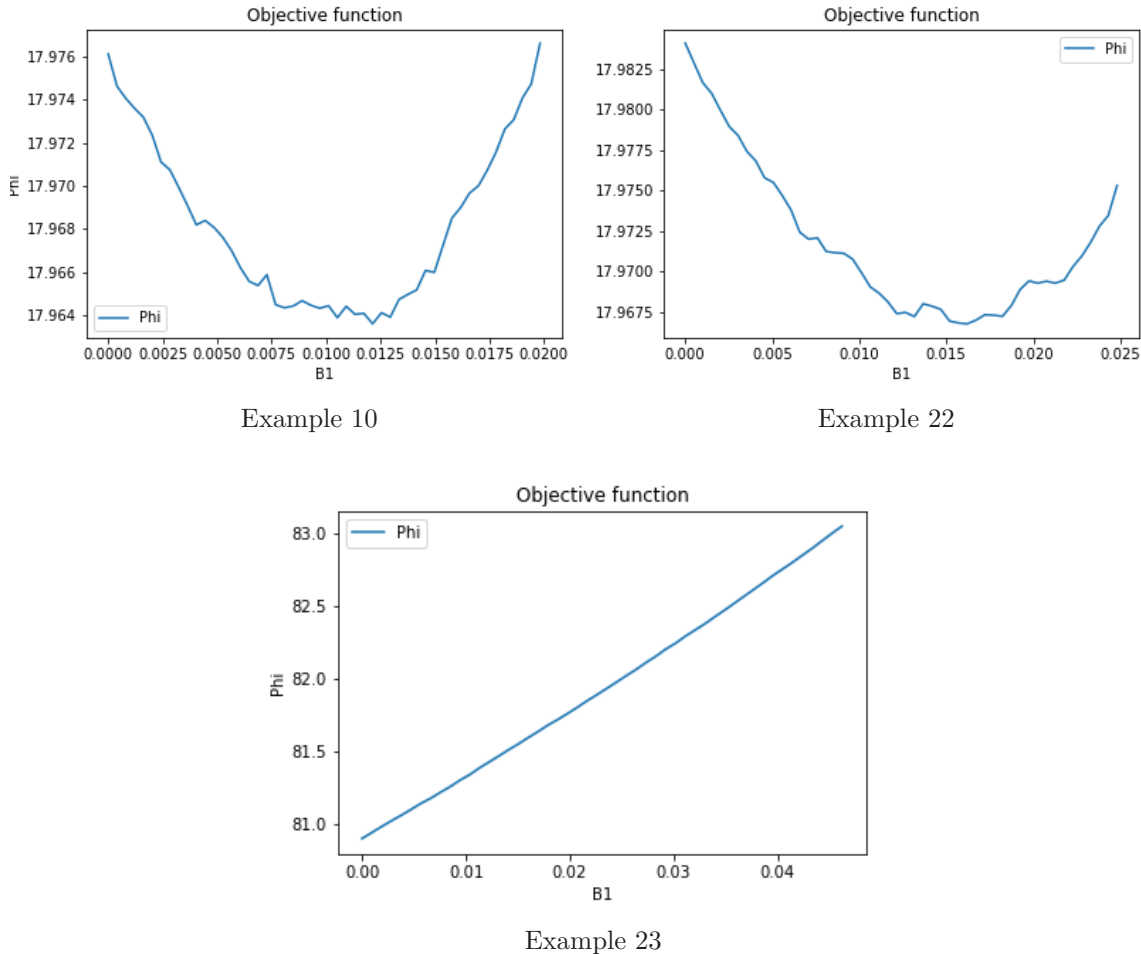 Objective function
17.976
17.974
17.972
17.970
17.968
17.966
17.964
Phi
Phi
0.0000 0.0025 0.0050 0.0075 0.0100 0.0125 0.0150 0.0175 0.0200
B1
Example 10
Objective function
Phi
17.9825
17.9800
17.9775
17.9750
17.9725
17.9700
17.9675
0.000 0.005 0.010 0.015 0.020 0.025
B1
Example 22
Objective function
Phi
83.0
82.5
82.0
81.5
81.0
Phi
0.00 0.01 0.02 0.03 0.04
B1
Example 23